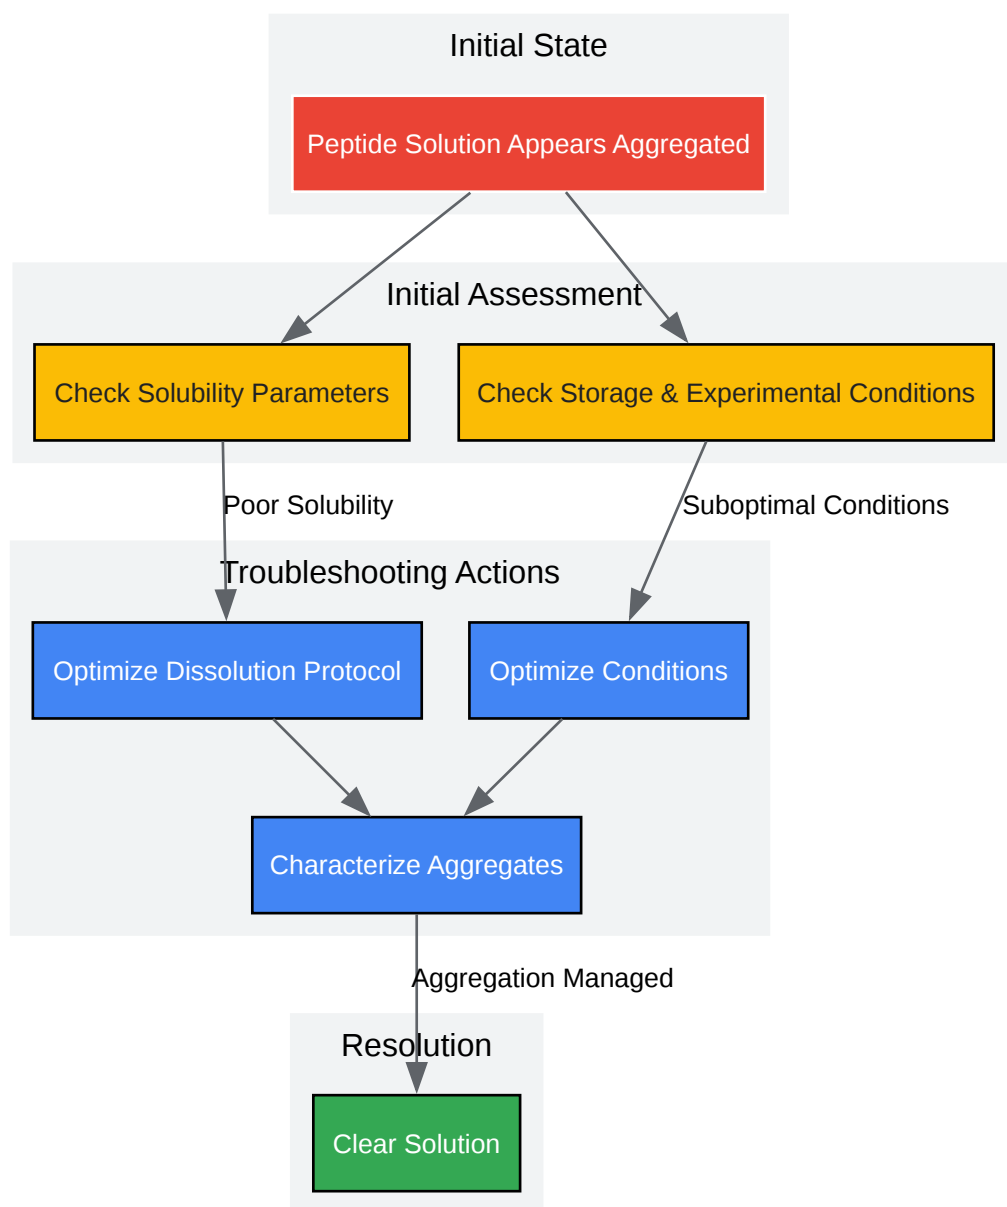 Initial State
Peptide Solution Appears Aggregated
Initial Assessment
Check Solubility Parameters
Check Storage & Experimental Conditions
Poor Solubility
Suboptimal Conditions
Troubleshooting Actions
Optimize Dissolution Protocol
Optimize Conditions
Characterize Aggregates
Aggregation Managed
Resolution
Clear Solution